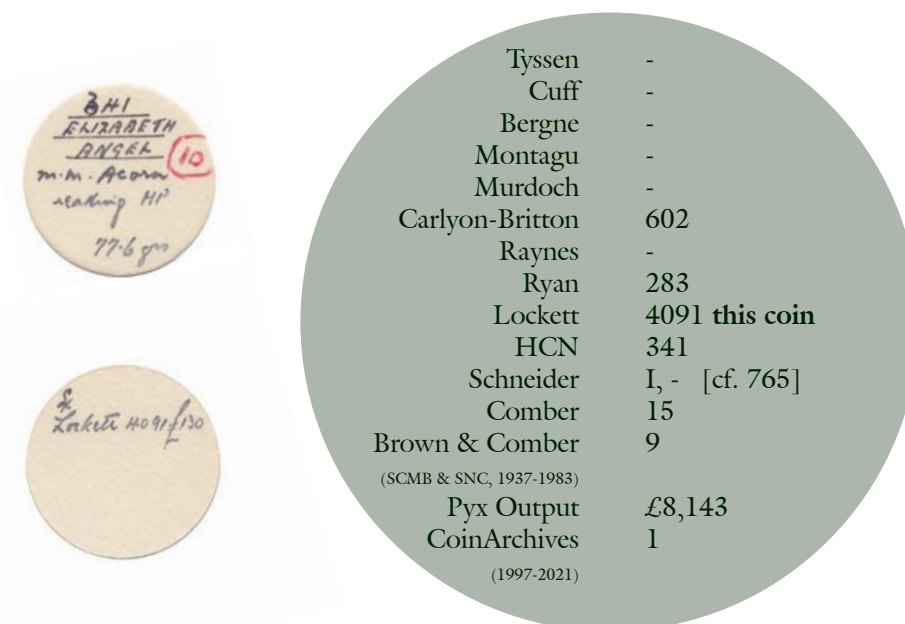 ELIZABETH
ANGEL
10
m.m. Acorn
reading HI
77.6 grs
Ex
Lockett 4091 £130
Tyssen -
Cuff -
Bergne -
Montagu -
Murdoch -
Carlyon-Britton 602
Raynes -
Ryan 283
Lockett 4091 this coin
HCN 341
Schneider I, - [cf. 765]
Comber 15
Brown & Comber 9
(SCMB & SNC, 1937-1983)
Pyx Output £8,143
CoinArchives 1
(1997-2021)